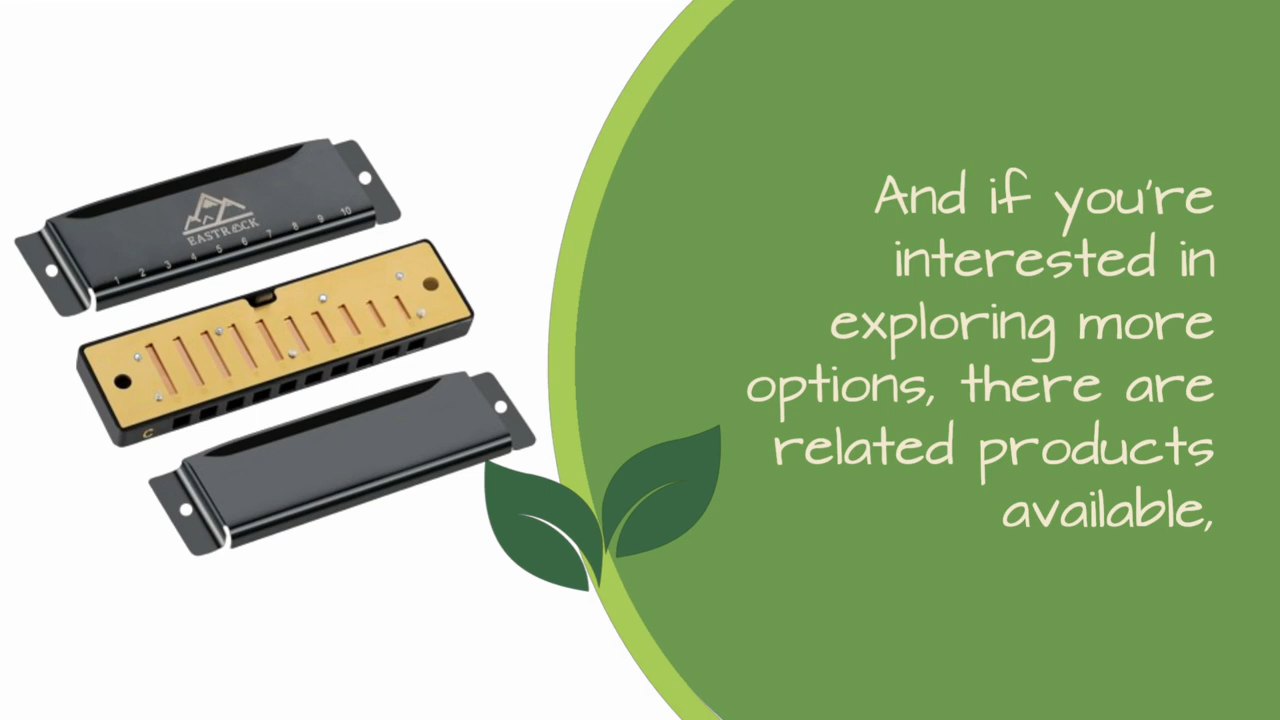 EASTROCK
1 2 3 4 5 6 7 8 9 10
C
And if you're
interested in
exploring more
options, there are
related products
available,